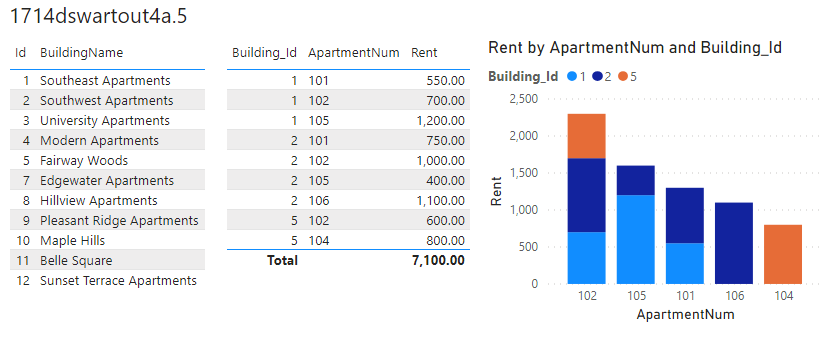 1714dswartout4a.5
Id BuildingName
1 Southeast Apartments
2 Southwest Apartments
3 University Apartments
4 Modern Apartments
5 Fairway Woods
7 Edgewater Apartments
8 Hillview Apartments
9 Pleasant Ridge Apartments
10 Maple Hills
11 Belle Square
12 Sunset Terrace Apartments
Building_Id ApartmentNum Rent
1 101 550.00
1 102 700.00
1 105 1,200.00
2 101 750.00
2 102 1,000.00
2 105 400.00
2 106 1,100.00
5 102 600.00
5 104 800.00
Total 7,100.00
Rent by ApartmentNum and Building_Id
Building_Id 1 2 5
2,500
2,000
1,500
1,000
500
0
Rent
102 105 101 106 104
ApartmentNum